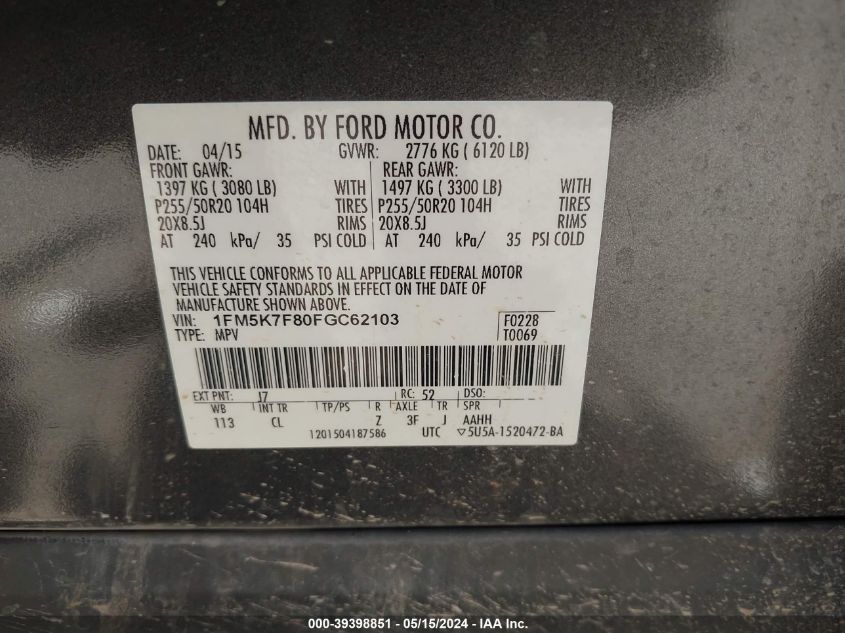 MFD. BY FORD MOTOR CO.
DATE: 04/15 GVWR: 2776 KG ( 6120 LB)
FRONT GAWR: REAR GAWR:
1397 KG ( 3080 LB) WITH 1497 KG ( 3300 LB) WITH
P255/50R20 104H TIRES P255/50R20 104H TIRES
20X8.5J RIMS 20X8.5J RIMS
AT 240 kPa/ 35 PSI COLD AT 240 kPa/ 35 PSI COLD
THIS VEHICLE CONFORMS TO ALL APPLICABLE FEDERAL MOTOR
VEHICLE SAFETY STANDARDS IN EFFECT ON THE DATE OF
MANUFACTURE SHOWN ABOVE.
VIN: 1FM5K7F80FGC62103 F0228
TYPE: MPV T0069
EXT PNT: J7 RC: 52 DSO:
WB INT TR TP/PS R AXLE TR SPR
113 CL Z 3F J AAHH
1201504187586 UTC ▽5U5A-1520472-BA
000-39398851 - 05/15/2024 - IAA Inc.